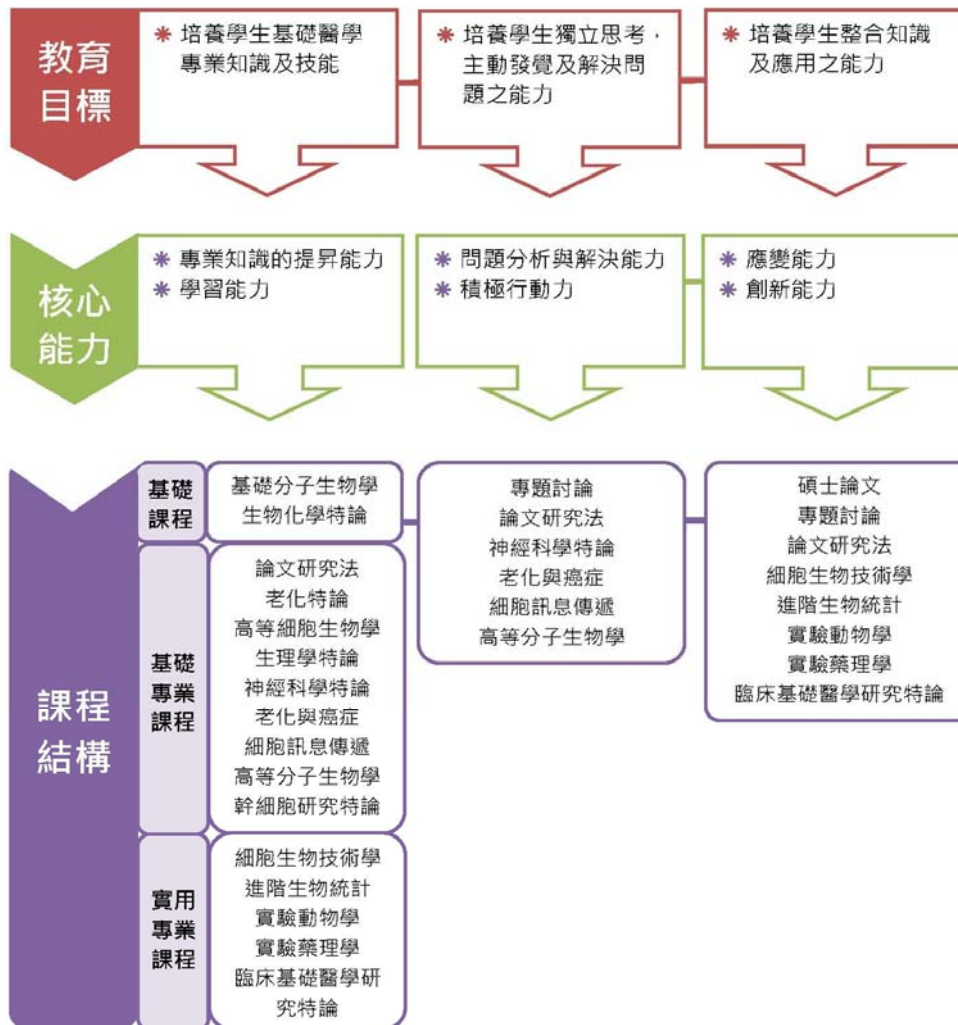 教育
目標
* 培養學生基礎醫學
專業知識及技能
* 培養學生獨立思考，
主動發覺及解決問
題之能力
* 培養學生整合知識
及應用之能力
核心
能力
* 專業知識的提昇能力
* 學習能力
* 問題分析與解決能力
* 積極行動力
* 應變能力
* 創新能力
課程
結構
基礎
課程
基礎分子生物學
生物化學特論
基礎
專業
課程
論文研究法
老化特論
高等細胞生物學
生理學特論
神經科學特論
老化與癌症
細胞訊息傳遞
高等分子生物學
幹細胞研究特論
實用
專業
課程
細胞生物技術學
進階生物統計
實驗動物學
實驗藥理學
臨床基礎醫學研
究特論
專題討論
論文研究法
神經科學特論
老化與癌症
細胞訊息傳遞
高等分子生物學
碩士論文
專題討論
論文研究法
細胞生物技術學
進階生物統計
實驗動物學
實驗藥理學
臨床基礎醫學研究特論